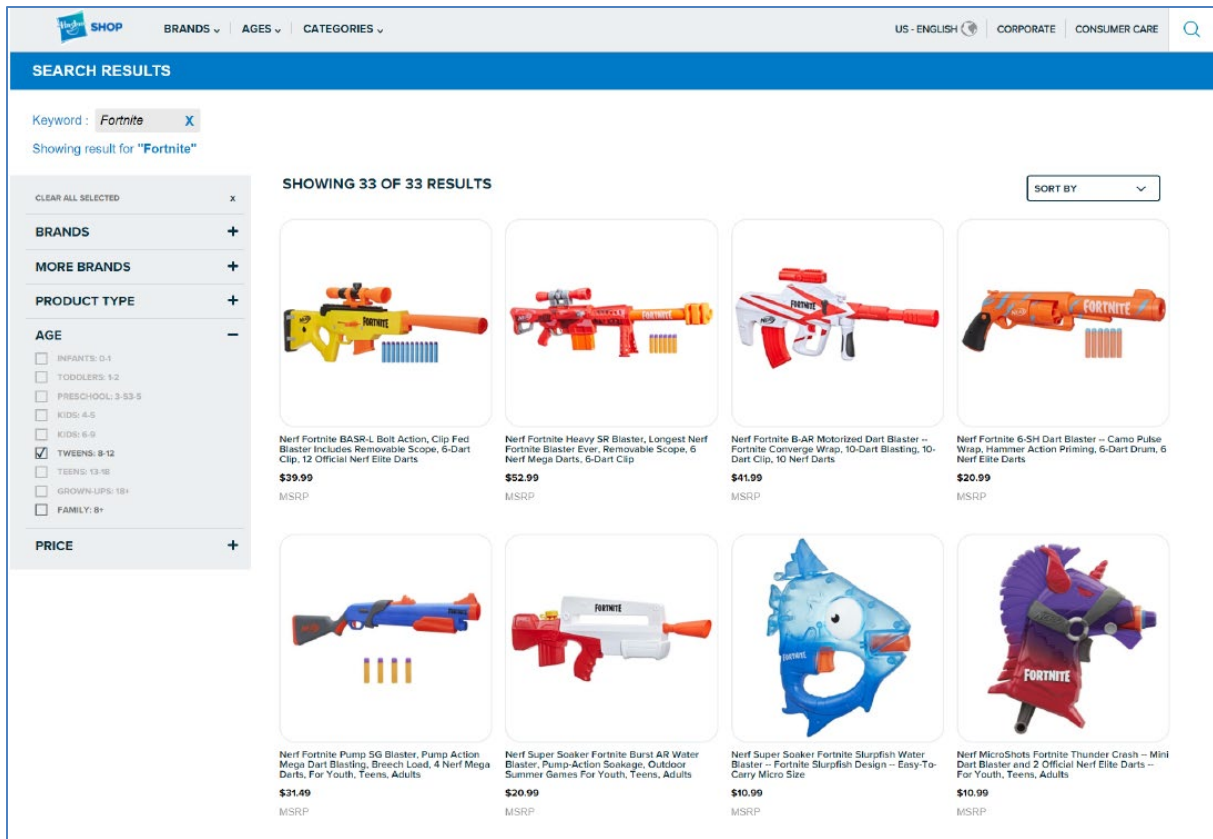 Hasbro SHOP
BRANDS
AGES
CATEGORIES
US - ENGLISH
CORPORATE
CONSUMER CARE
SEARCH RESULTS
Keyword : Fortnite X
Showing result for "Fortnite"
CLEAR ALL SELECTED x
BRANDS +
MORE BRANDS +
PRODUCT TYPE +
AGE −
INFANTS: 0-1
TODDLERS: 1-2
PRESCHOOL: 3-53-5
KIDS: 4-5
KIDS: 6-9
TWEENS: 8-12
TEENS: 13-18
GROWN-UPS: 18+
FAMILY: 8+
PRICE +
SHOWING 33 OF 33 RESULTS
SORT BY
FORTNITE
FORTNITE
NERF
FORTNITE
NERF
FORTNITE
Nerf Fortnite BASR-L Bolt Action, Clip Fed
Blaster Includes Removable Scope, 6-Dart
Clip, 12 Official Nerf Elite Darts
$39.99
MSRP
Nerf Fortnite Heavy SR Blaster, Longest Nerf
Fortnite Blaster Ever, Removable Scope, 6
Nerf Mega Darts, 6-Dart Clip
$52.99
MSRP
Nerf Fortnite B-AR Motorized Dart Blaster --
Fortnite Converge Wrap, 10-Dart Blasting, 10-
Dart Clip, 10 Nerf Darts
$41.99
MSRP
Nerf Fortnite 6-SH Dart Blaster -- Camo Pulse
Wrap, Hammer Action Priming, 6-Dart Drum, 6
Nerf Elite Darts
$20.99
MSRP
FORTNITE
FORTNITE
FORTNITE
FORTNITE
Nerf Fortnite Pump SG Blaster, Pump Action
Mega Dart Blasting, Breech Load, 4 Nerf Mega
Darts, For Youth, Teens, Adults
$31.49
MSRP
Nerf Super Soaker Fortnite Burst AR Water
Blaster, Pump-Action Soakage, Outdoor
Summer Games For Youth, Teens, Adults
$20.99
MSRP
Nerf Super Soaker Fortnite Slurpfish Water
Blaster -- Fortnite Slurpfish Design -- Easy-To-
Carry Micro Size
$10.99
MSRP
Nerf MicroShots Fortnite Thunder Crash -- Mini
Dart Blaster and 2 Official Nerf Elite Darts --
For Youth, Teens, Adults
$10.99
MSRP